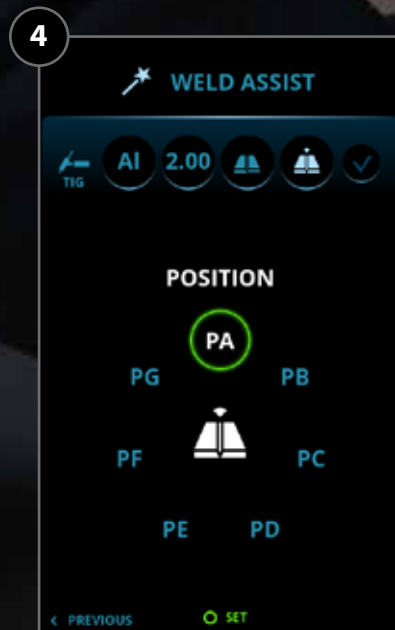 4
WELD ASSIST
TIG Al 2.00
POSITION
PA
PG PB
PF PC
PE PD
< PREVIOUS SET